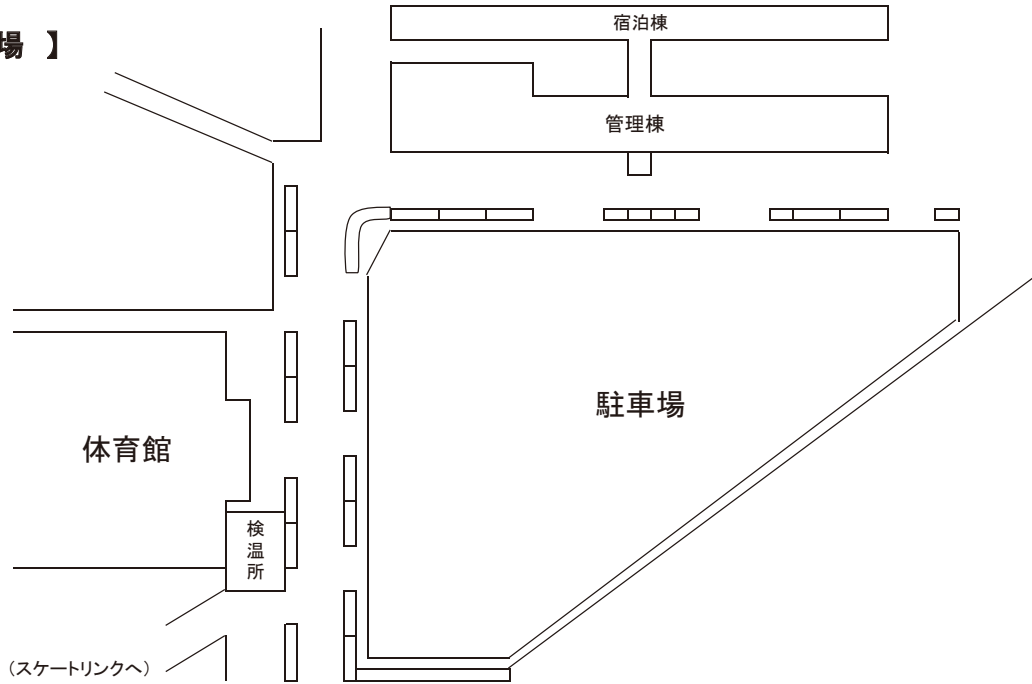 場 】
宿泊棟
管理棟
駐車場
体育館
検温所
（スケートリンクへ）